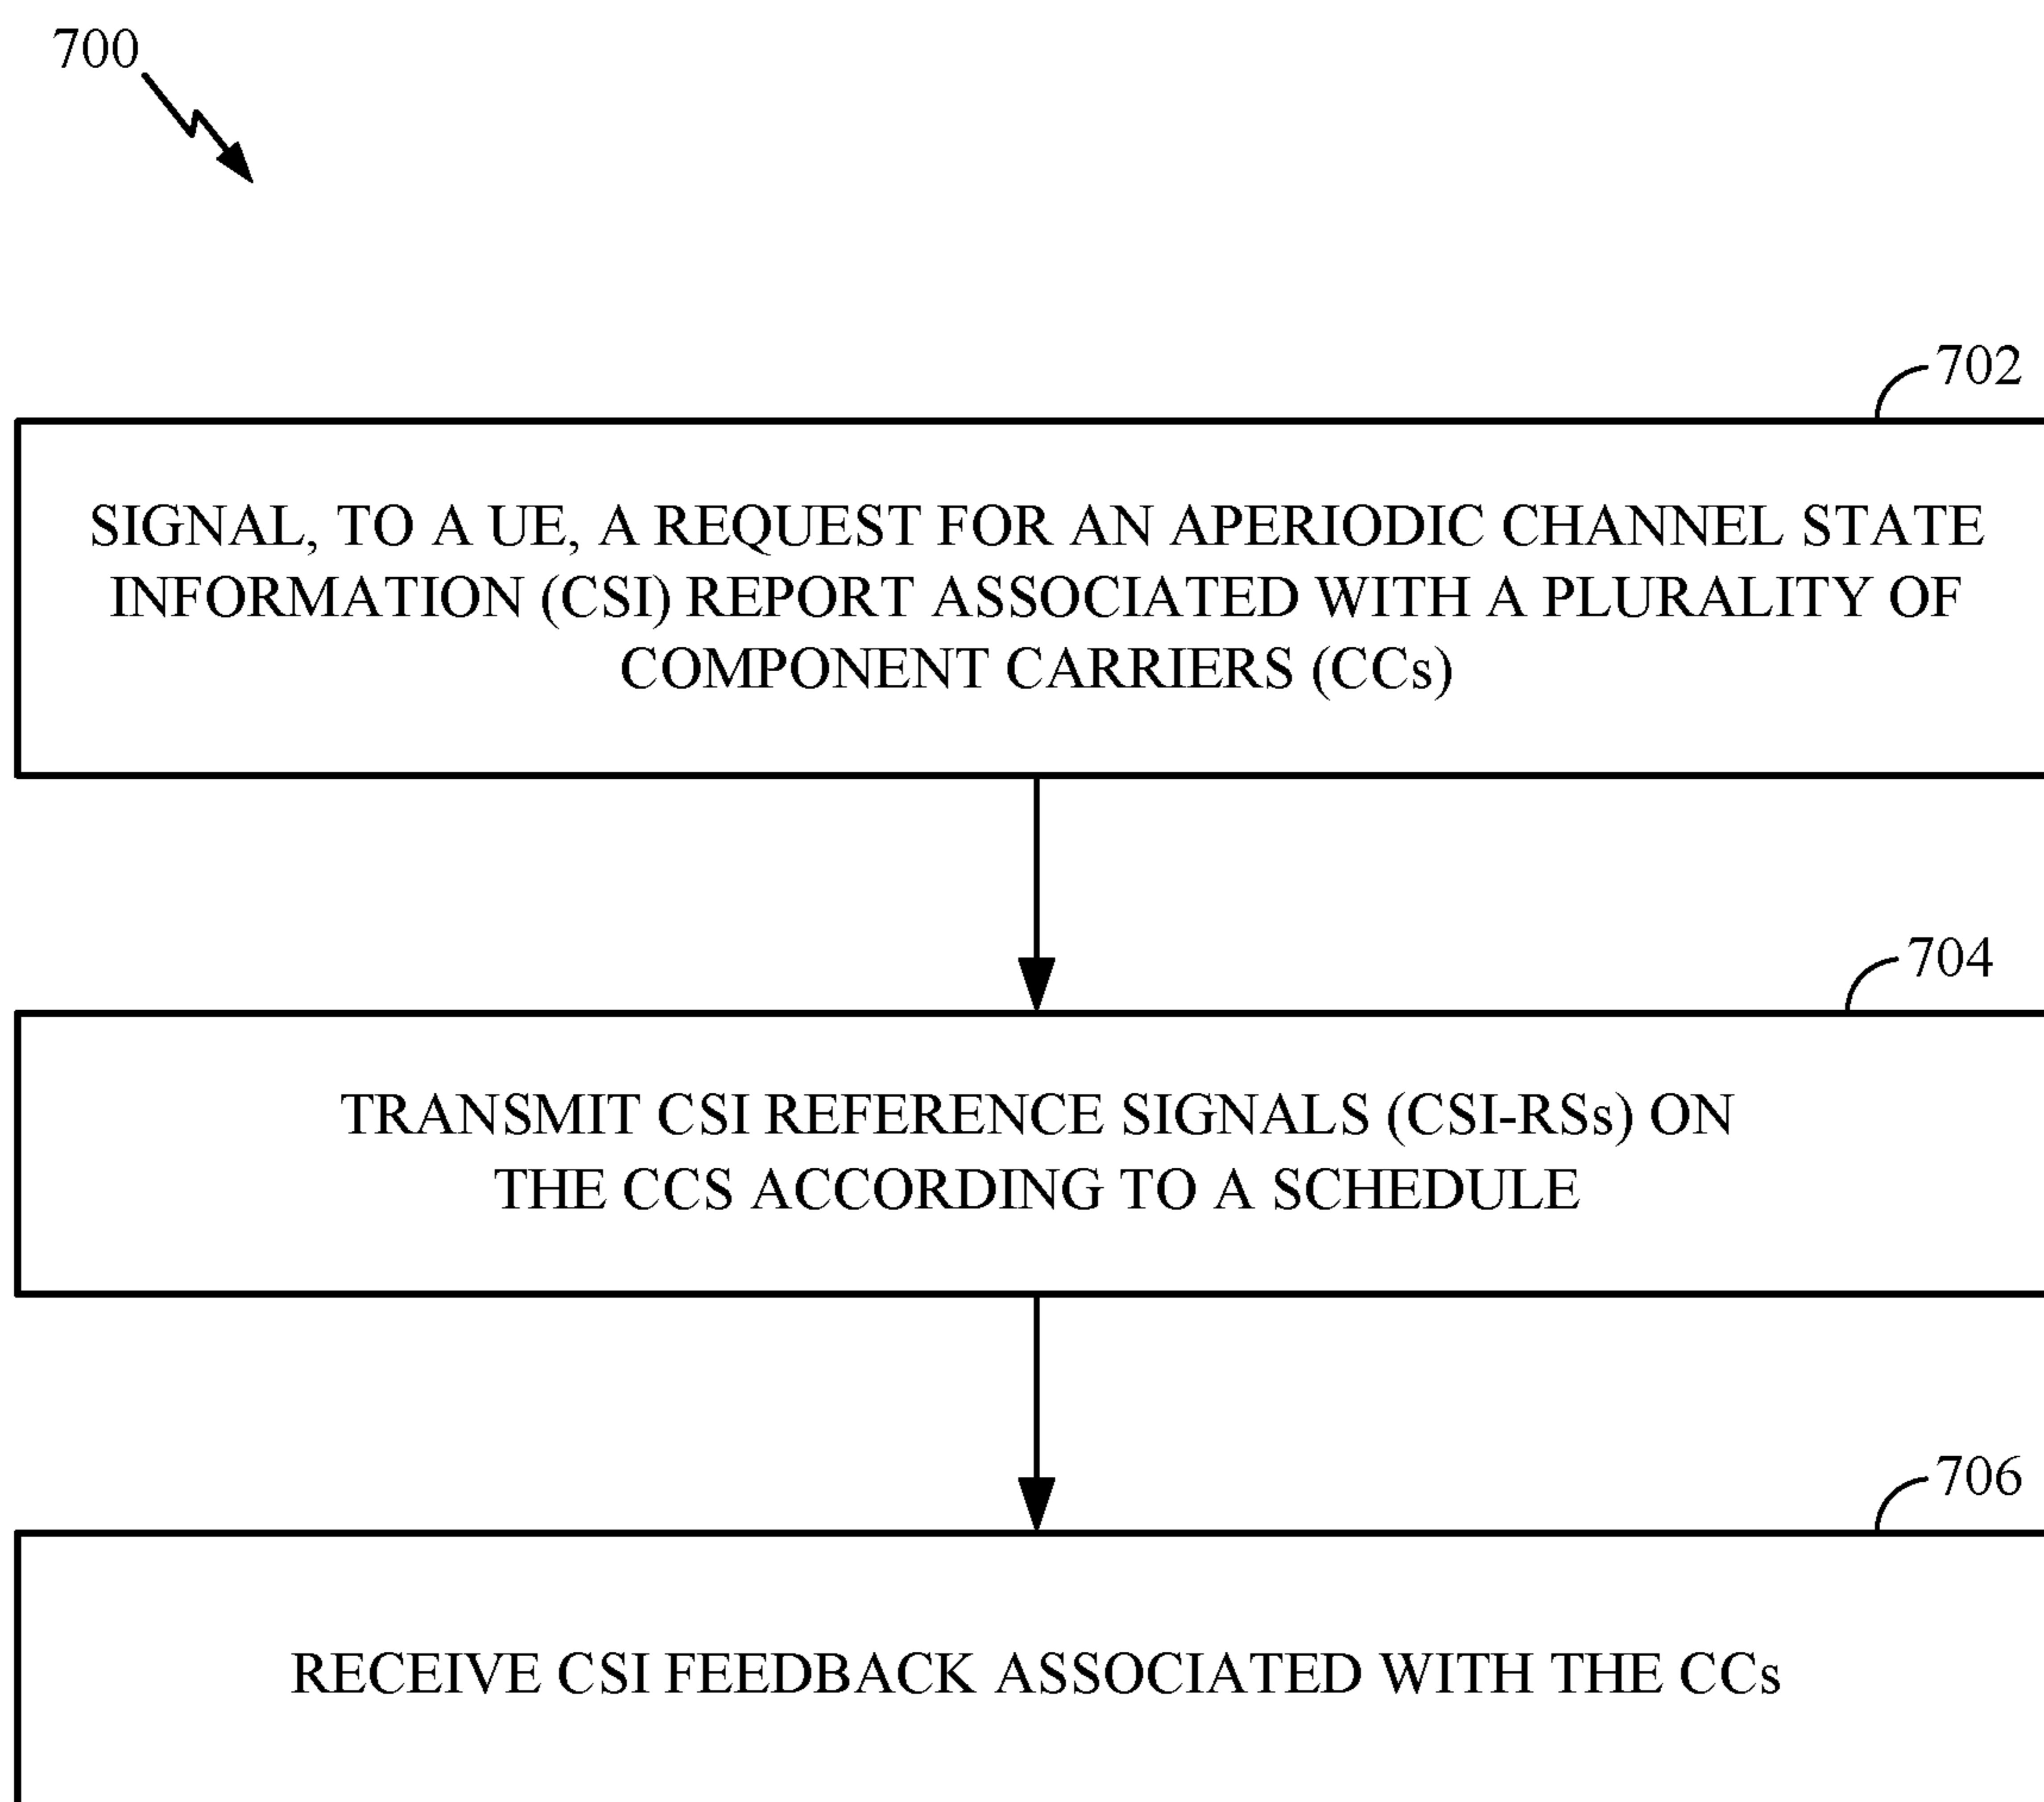 700
702
SIGNAL, TO A UE, A REQUEST FOR AN APERIODIC CHANNEL STATE
INFORMATION (CSI) REPORT ASSOCIATED WITH A PLURALITY OF
COMPONENT CARRIERS (CCs)
704
TRANSMIT CSI REFERENCE SIGNALS (CSI-RSs) ON
THE CCS ACCORDING TO A SCHEDULE
706
RECEIVE CSI FEEDBACK ASSOCIATED WITH THE CCs